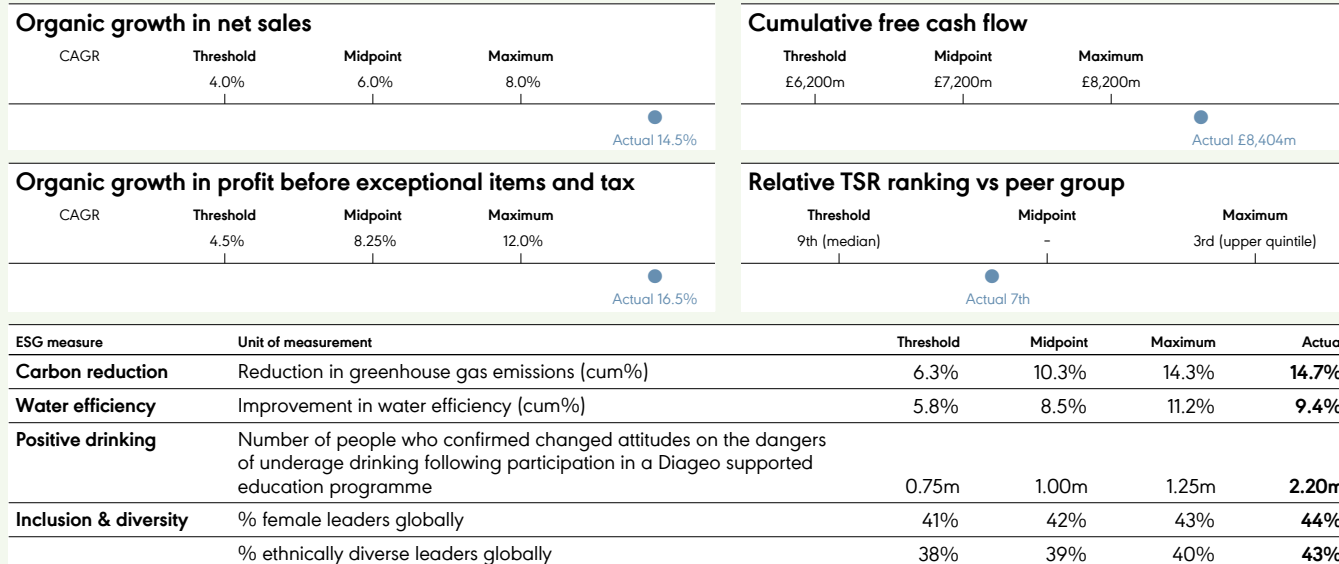 Organic growth in net sales
CAGR Threshold Midpoint Maximum
4.0% 6.0% 8.0%
Actual 14.5%
Cumulative free cash flow
Threshold Midpoint Maximum
£6,200m £7,200m £8,200m
Actual £8,404m
Organic growth in profit before exceptional items and tax
CAGR Threshold Midpoint Maximum
4.5% 8.25% 12.0%
Actual 16.5%
Relative TSR ranking vs peer group
Threshold Midpoint Maximum
9th (median) – 3rd (upper quintile)
Actual 7th
ESG measure Unit of measurement Threshold Midpoint Maximum Actual
Carbon reduction Reduction in greenhouse gas emissions (cum%) 6.3% 10.3% 14.3% 14.7%
Water efficiency Improvement in water efficiency (cum%) 5.8% 8.5% 11.2% 9.4%
Positive drinking Number of people who confirmed changed attitudes on the dangers
of underage drinking following participation in a Diageo supported
education programme 0.75m 1.00m 1.25m 2.20m
Inclusion & diversity % female leaders globally 41% 42% 43% 44%
% ethnically diverse leaders globally 38% 39% 40% 43%